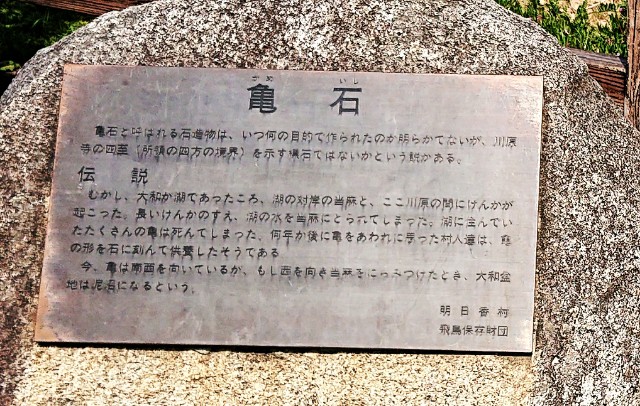 かめ いし
亀石
亀石と呼ばれる石造物は、いつ何の目的で作られたのか明らかでないが、川原
寺の四至（所領の四方の境界）を示す標石ではないかという説がある。
伝説
むかし、大和が湖であったころ、湖の対岸の当麻と、ここ川原の間にけんかが
起こった。長いけんかのすえ、湖の水を当麻にとられてしまった。湖に住んでい
たたくさんの亀は死んでしまった。何年か後に亀をあわれに思った村人達は、亀
の形を石に刻んで供養したそうである
今、亀は南西を向いているが、もし西を向き当麻をにらみつけたとき、大和盆
地は泥沼になるという。
明日香村
飛鳥保存財団